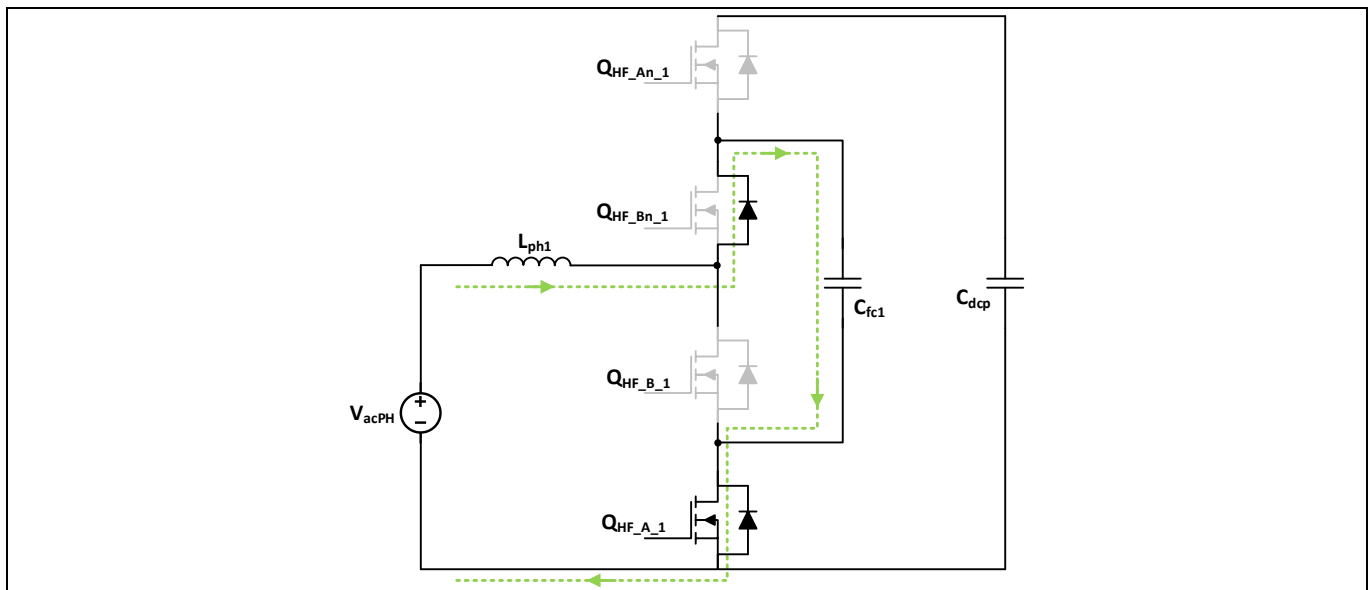 QHF_An_1
QHF_Bn_1
Lph1
Cfc1
Cdcp
QHF_B_1
VacPH
+
−
QHF_A_1